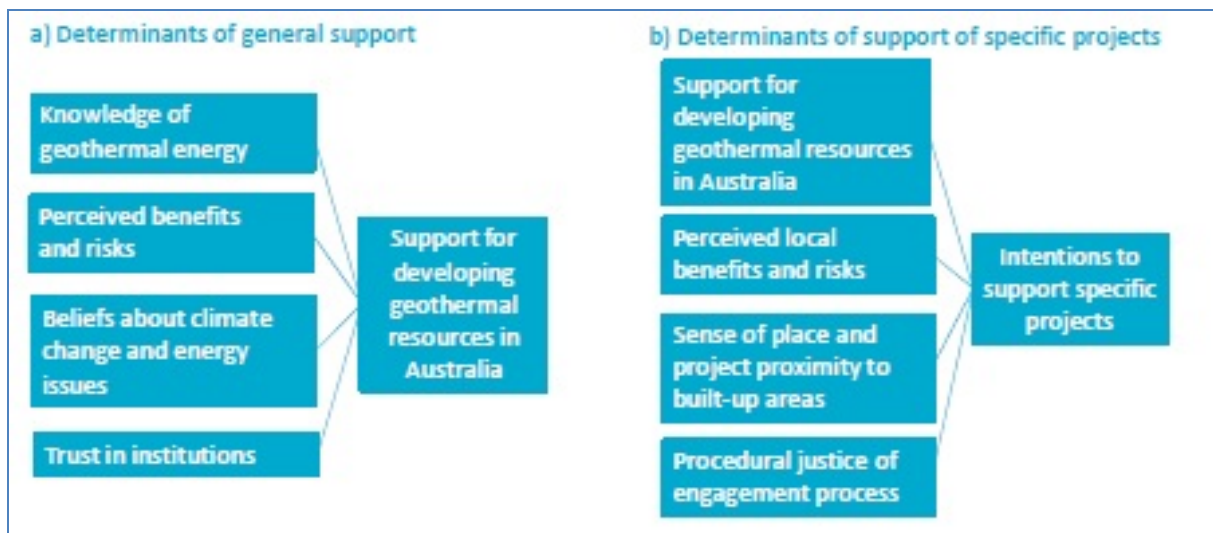 a) Determinants of general support
Knowledge of
geothermal energy
Perceived benefits
and risks
Beliefs about climate
change and energy
issues
Trust in institutions
Support for
developing
geothermal
resources in
Australia
b) Determinants of support of specific projects
Support for
developing
geothermal resources
in Australia
Perceived local
benefits and risks
Sense of place and
project proximity to
built-up areas
Procedural justice of
engagement process
Intentions to
support specific
projects